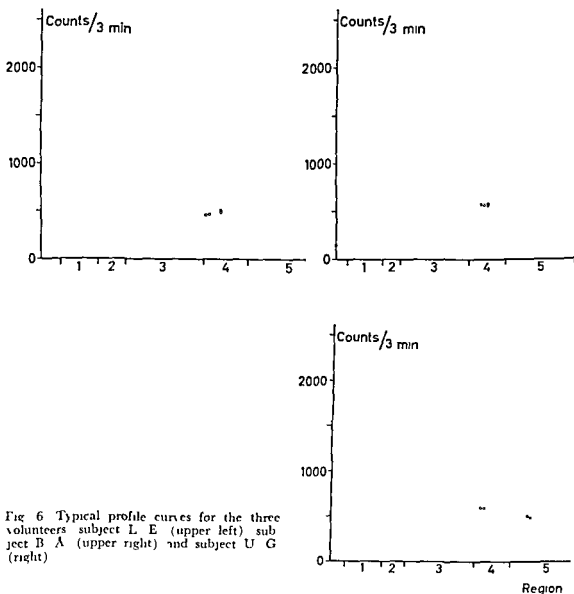 Counts/3 min
Counts/3 min
2000
2000
1000
1000
0
0
1 2 3 4 5
1 2 3 4 5
Counts/3 min
2000
1000
0
1 2 3 4 5
Region
Fig 6 Typical profile curves for the three
volunteers subject L E (upper left) sub
ject B A (upper right) and subject U G
(right)